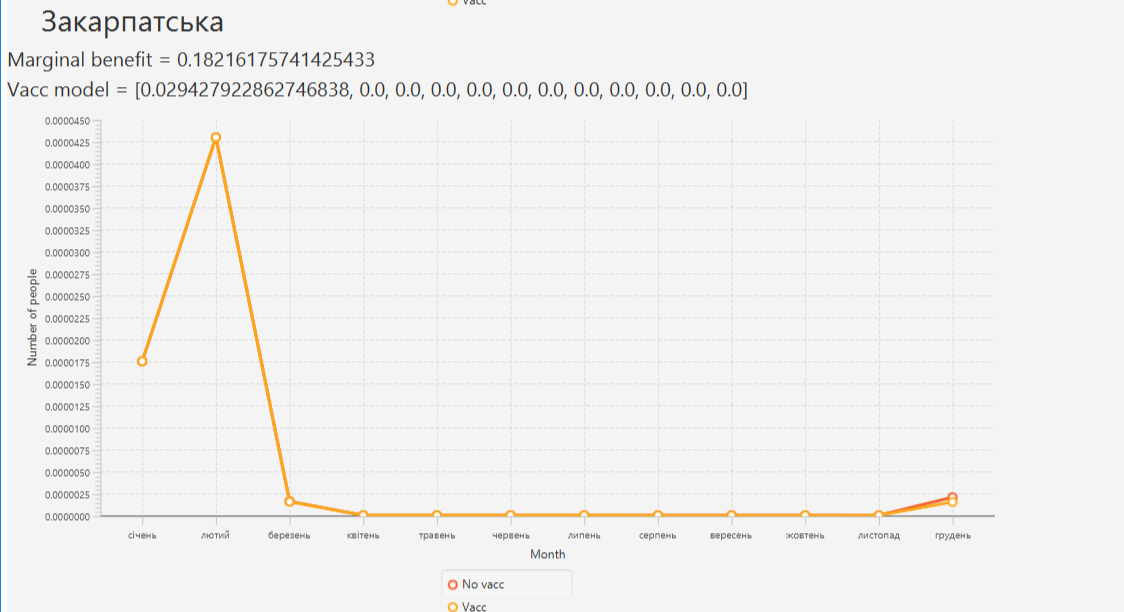 Vacc
Закарпатська
Marginal benefit = 0.18216175741425433
Vacc model = [0.029427922862746838, 0.0, 0.0, 0.0, 0.0, 0.0, 0.0, 0.0, 0.0, 0.0, 0.0, 0.0]
0.0000450
0.0000425
0.0000400
0.0000375
0.0000350
0.0000325
0.0000300
0.0000275
0.0000250
0.0000225
0.0000200
0.0000175
0.0000150
0.0000125
0.0000100
0.0000075
0.0000050
0.0000025
0.0000000
Number of people
січень лютий березень квітень травень червень липень серпень вересень жовтень листопад грудень
Month
No vacc
Vacc